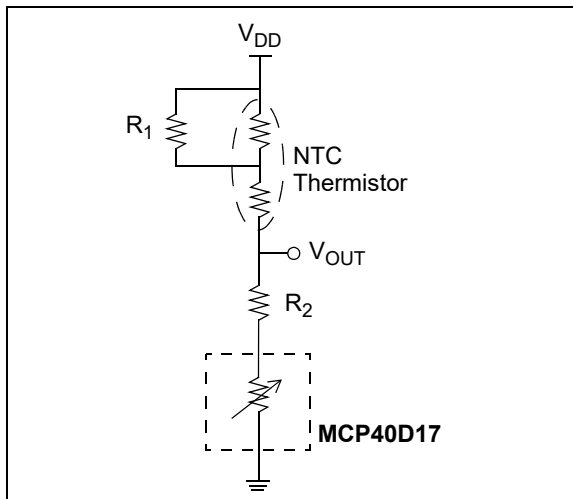 V_DD
R_1
NTC
Thermistor
V_OUT
R_2
MCP40D17